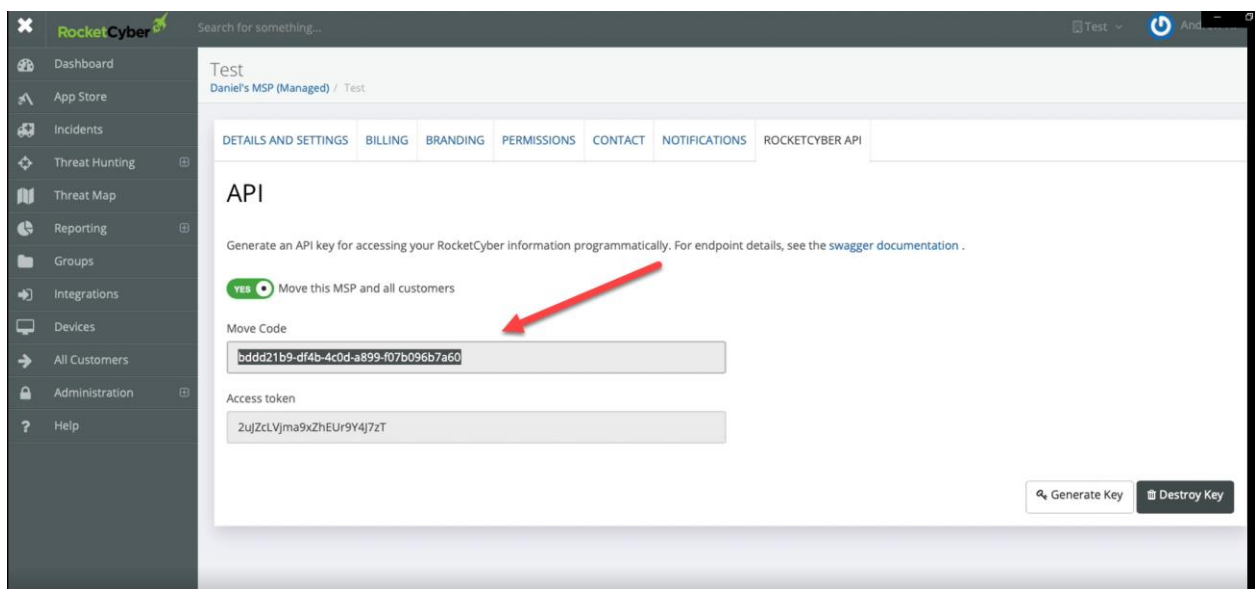 RocketCyber
Search for something...
Test
Dashboard
App Store
Incidents
Threat Hunting
Threat Map
Reporting
Groups
Integrations
Devices
All Customers
Administration
Help
Test
Daniel's MSP (Managed) / Test
DETAILS AND SETTINGS BILLING BRANDING PERMISSIONS CONTACT NOTIFICATIONS ROCKETCYBER API
API
Generate an API key for accessing your RocketCyber information programmatically. For endpoint details, see the swagger documentation .
YES Move this MSP and all customers
Move Code
bddd21b9-df4b-4c0d-a899-f07b096b7a60
Access token
2uJZcLVjma9xZhEUr9Y4J7zT
Generate Key Destroy Key